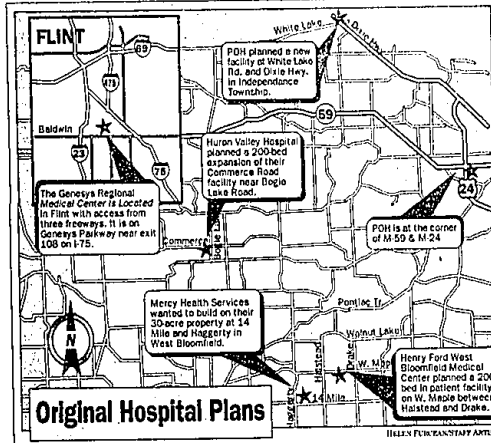 FLINT
69
475
Baldwin
23
75
The Genesys Regional
Medical Center is Located
in Flint with access from
three freeways. It is on
Genesys Parkway near exit
108 on I-75.
White Lake
Dixie Hwy.
POH planned a new
facility at White Lake
Rd. and Dixie Hwy.
in Independence
Township.
59
Huron Valley Hospital
planned a 200-bed
expansion of their
Commerce Road
facility near Bogie
Lake Road.
24
POH is at the corner
of M-59 & M-24
Commerce
Bogie Lake
Mercy Health Services
wanted to build on their
30-acre property at 14
Mile and Haggerty in
West Bloomfield.
Pontiac Tr.
Walnut Lake
Haggerty
Halstead
Drake
W. Maple
14 Mile
Henry Ford West
Bloomfield Medical
Center planned a 200
bed in patient facility
on W. Maple between
Halstead and Drake.
N
Original Hospital Plans
HELEN FURCEAN/STAFF